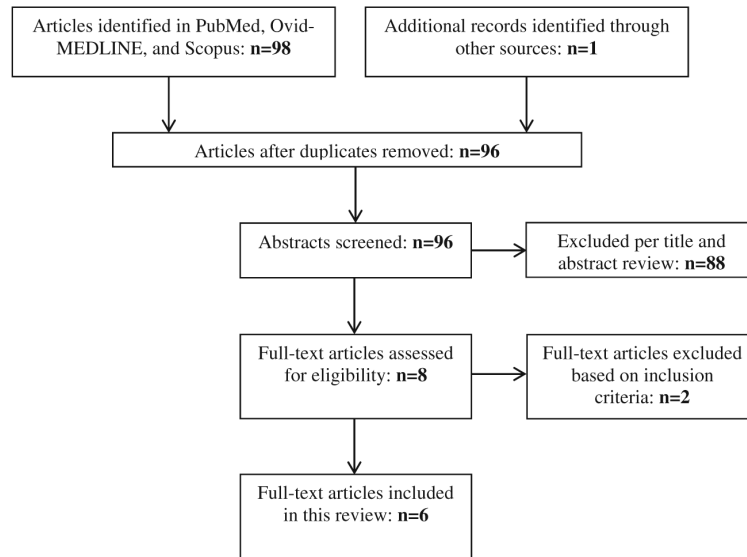 Articles identified in PubMed, Ovid-
MEDLINE, and Scopus: n=98
Additional records identified through
other sources: n=1
Articles after duplicates removed: n=96
Abstracts screened: n=96
Excluded per title and
abstract review: n=88
Full-text articles assessed
for eligibility: n=8
Full-text articles excluded
based on inclusion
criteria: n=2
Full-text articles included
in this review: n=6